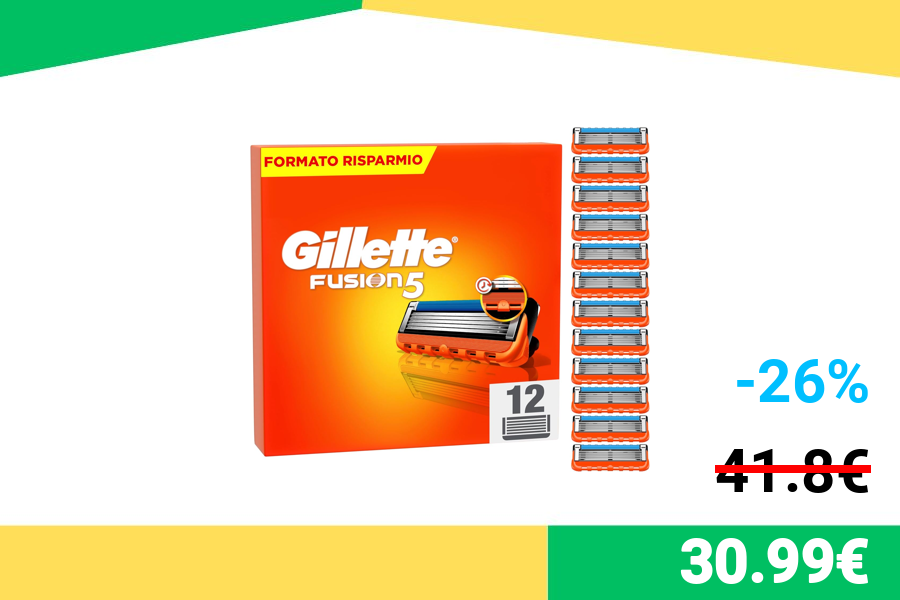 FORMATO RISPARMIO
Gillette®
FUSION5
12
-26%
41.8€
30.99€